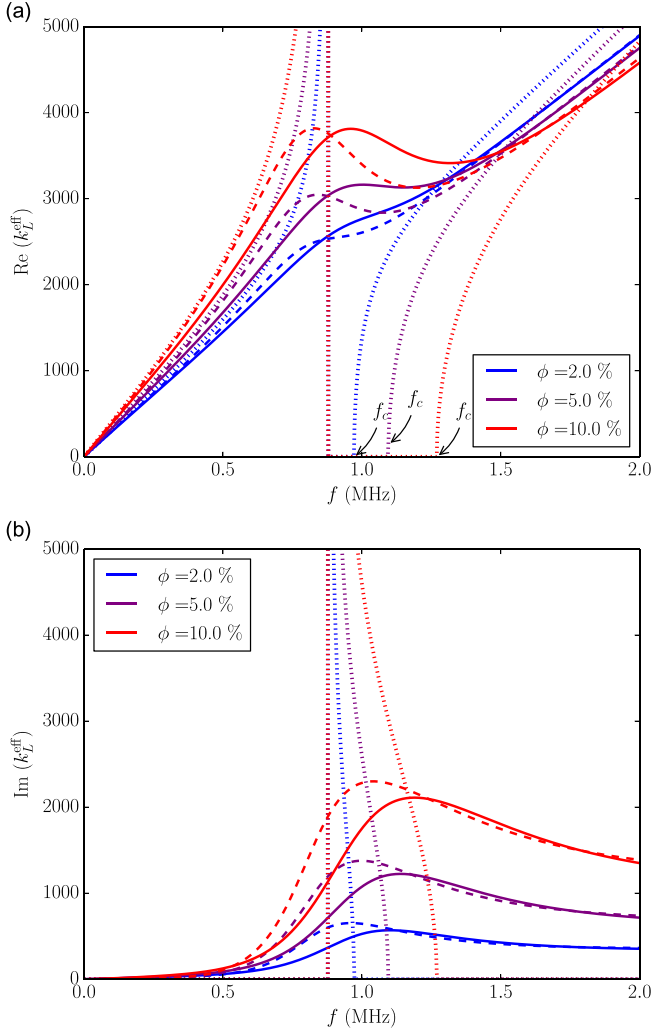 (a)
5000
4000
3000
2000
1000
0
Re (k_L^eff)
f_c
f_c
f_c
ϕ =2.0 %
ϕ =5.0 %
ϕ =10.0 %
0.0 0.5 1.0 1.5 2.0
f (MHz)
(b)
5000
4000
3000
2000
1000
0
Im (k_L^eff)
ϕ =2.0 %
ϕ =5.0 %
ϕ =10.0 %
0.0 0.5 1.0 1.5 2.0
f (MHz)